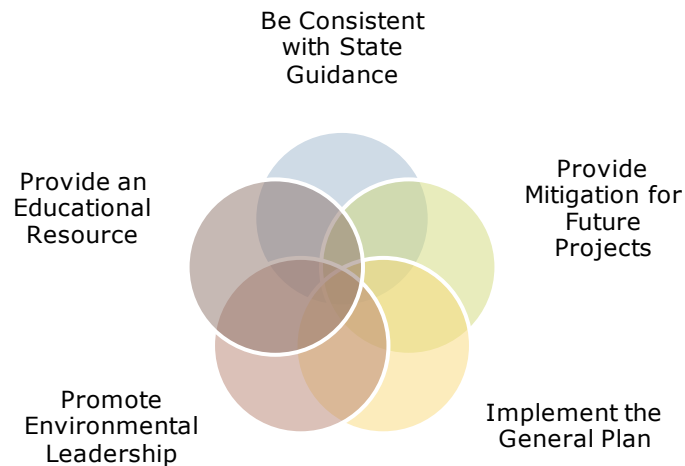 Be Consistent
with State
Guidance
Provide an
Educational
Resource
Provide
Mitigation for
Future
Projects
Promote
Environmental
Leadership
Implement the
General Plan